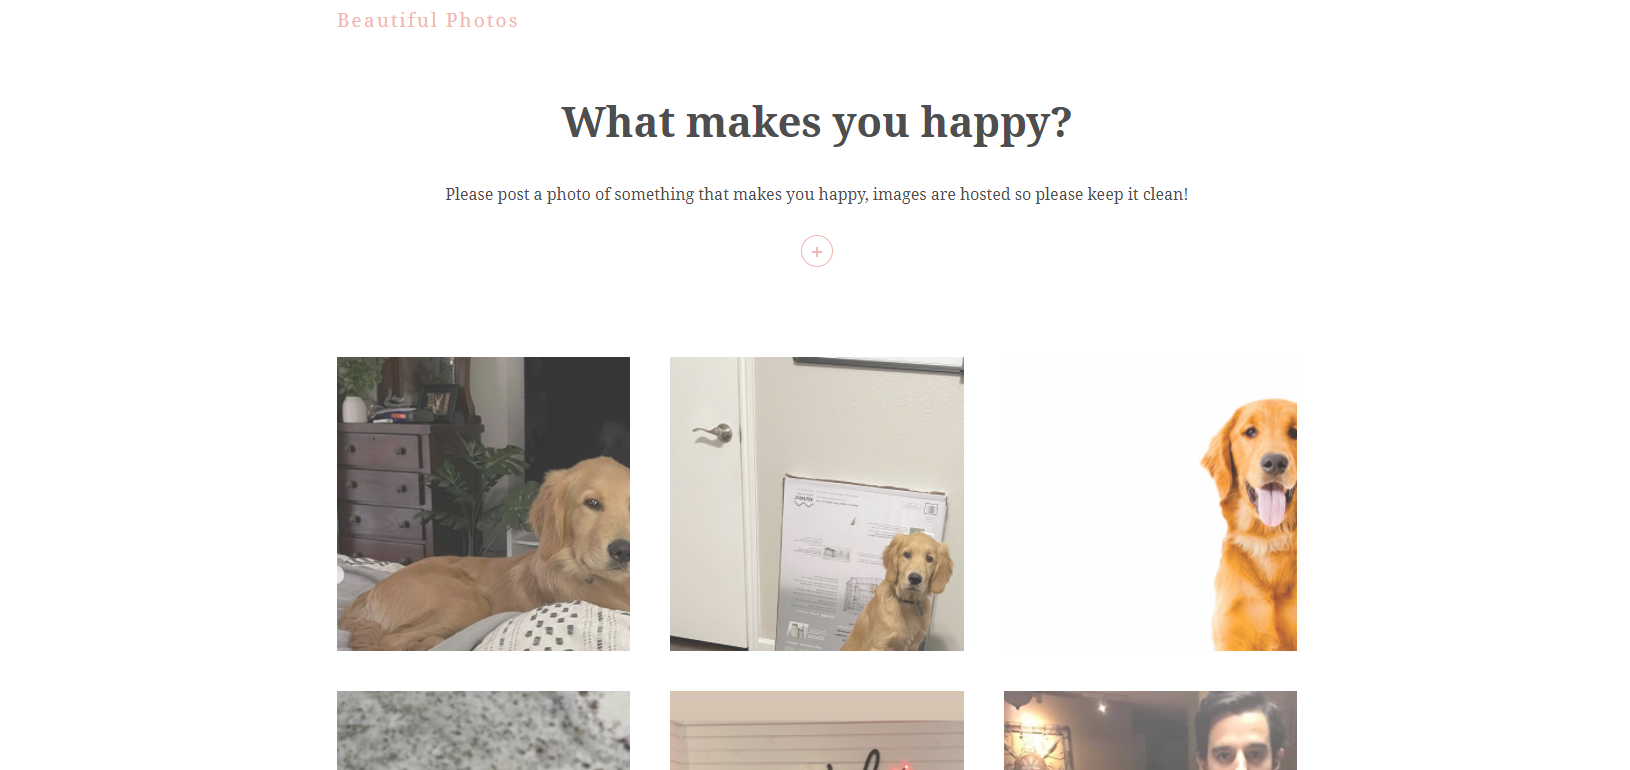 Beautiful Photos
What makes you happy?
Please post a photo of something that makes you happy, images are hosted so please keep it clean!
+